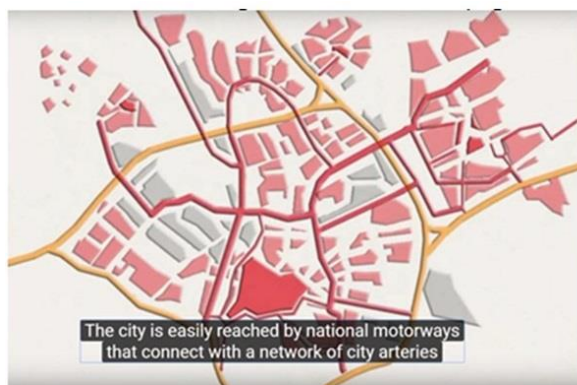 The city is easily reached by national motorways
that connect with a network of city arteries